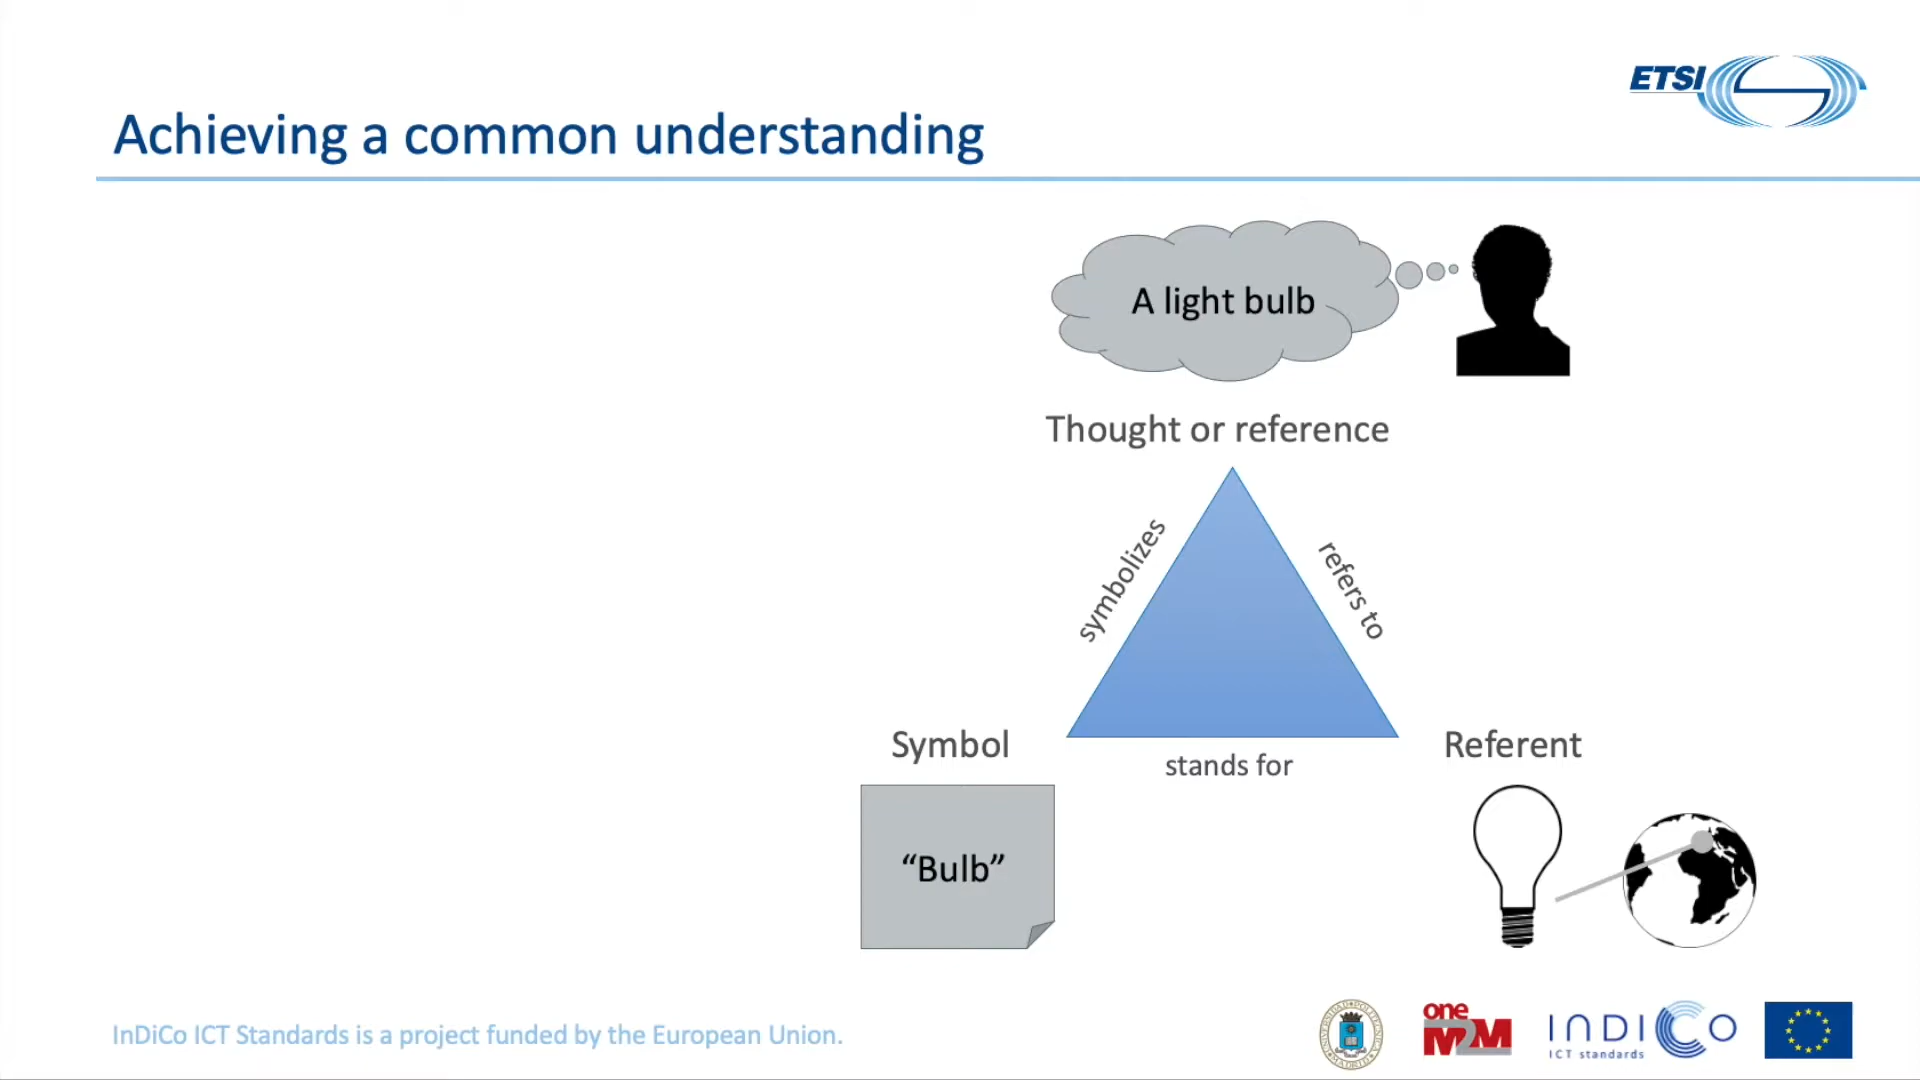 ETSI
Achieving a common understanding
A light bulb
Thought or reference
symbolizes
refers to
Symbol
Referent
stands for
“Bulb”
InDiCo ICT Standards is a project funded by the European Union.
one
M2M
INDICO
ICT standards